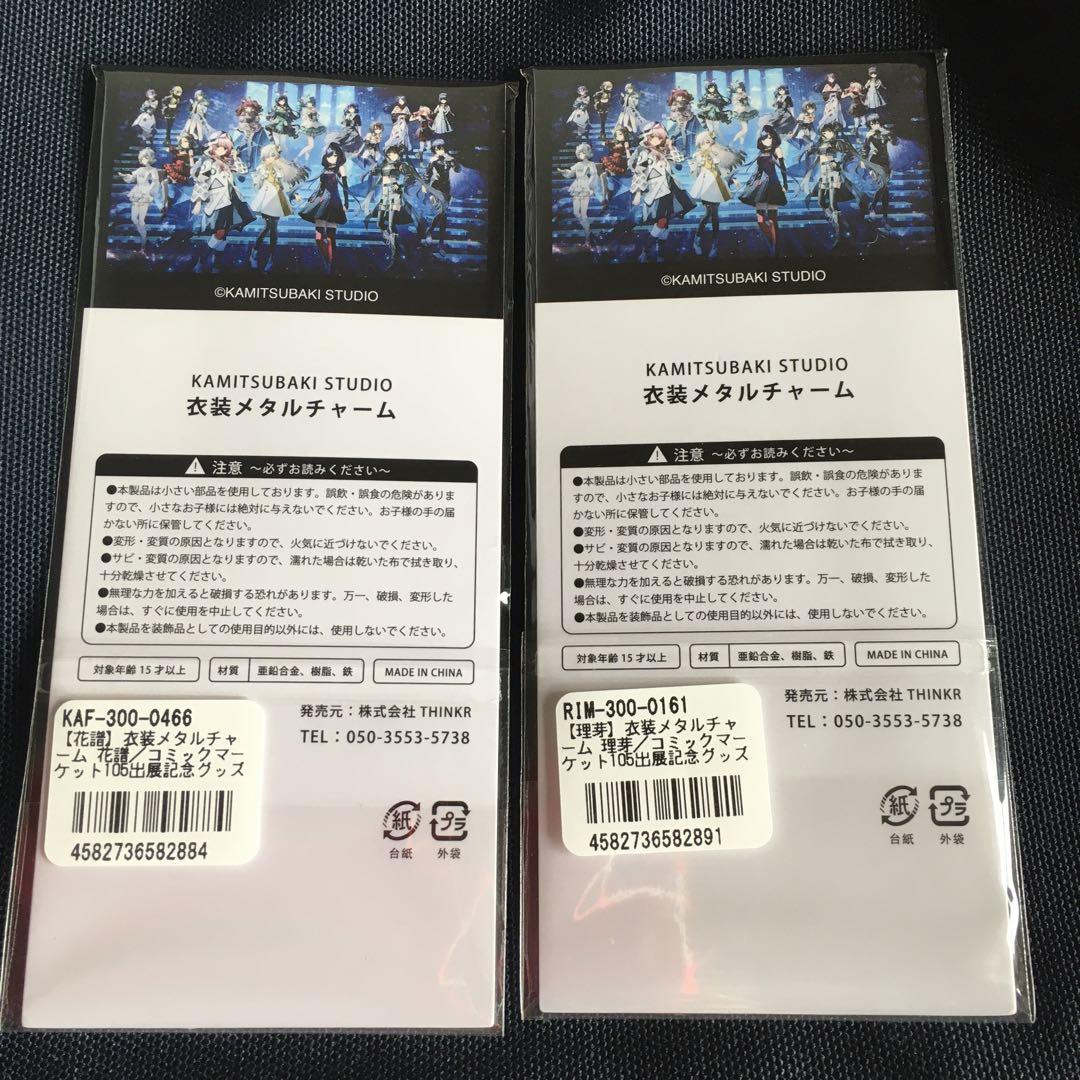 ©KAMITSUBAKI STUDIO
KAMITSUBAKI STUDIO
衣装メタルチャーム
注意 ～必ずお読みください～
●本製品は小さい部品を使用しております。誤飲・誤食の危険がありま
すので、小さなお子様には絶対に与えないでください。お子様の手の届
かない所に保管してください。
●変形・変質の原因となりますので、火気に近づけないでください。
●サビ・変質の原因となりますので、濡れた場合は乾いた布で拭き取り、
十分乾燥させてください。
●無理な力を加えると破損する恐れがあります。万一、破損、変形した
場合は、すぐに使用を中止してください。
●本製品を装飾品としての使用目的以外には、使用しないでください。
対象年齢 15 才以上 材質 亜鉛合金、樹脂、鉄 MADE IN CHINA
発売元：株式会社 THINKR
TEL：050-3553-5738
KAF-300-0466
【花譜】衣装メタルチャ
ーム 花譜／コミックマー
ケット105出展記念グッズ
4582736582884
紙 プラ
台紙 外袋
©KAMITSUBAKI STUDIO
KAMITSUBAKI STUDIO
衣装メタルチャーム
注意 ～必ずお読みください～
●本製品は小さい部品を使用しております。誤飲・誤食の危険がありま
すので、小さなお子様には絶対に与えないでください。お子様の手の届
かない所に保管してください。
●変形・変質の原因となりますので、火気に近づけないでください。
●サビ・変質の原因となりますので、濡れた場合は乾いた布で拭き取り、
十分乾燥させてください。
●無理な力を加えると破損する恐れがあります。万一、破損、変形した
場合は、すぐに使用を中止してください。
●本製品を装飾品としての使用目的以外には、使用しないでください。
対象年齢 15 才以上 材質 亜鉛合金、樹脂、鉄 MADE IN CHINA
発売元：株式会社 THINKR
TEL：050-3553-5738
RIM-300-0161
【理芽】衣装メタルチャ
ーム 理芽／コミックマー
ケット105出展記念グッズ
4582736582891
紙 プラ
台紙 外袋